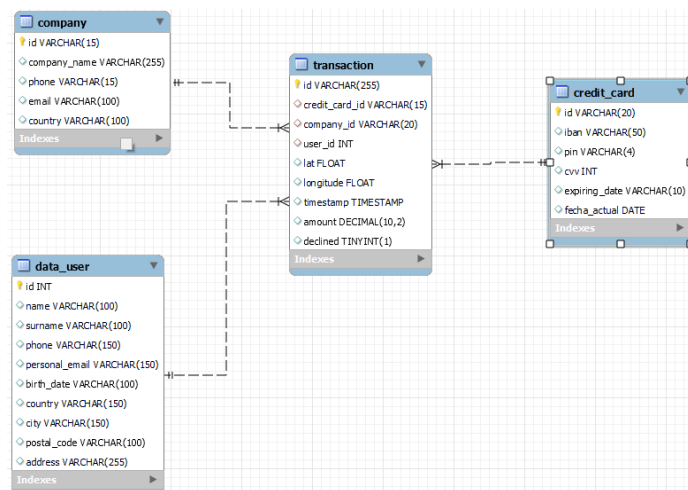 company
id VARCHAR(15)
company_name VARCHAR(255)
phone VARCHAR(15)
email VARCHAR(100)
country VARCHAR(100)
Indexes
transaction
id VARCHAR(255)
credit_card_id VARCHAR(15)
company_id VARCHAR(20)
user_id INT
lat FLOAT
longitude FLOAT
timestamp TIMESTAMP
amount DECIMAL(10,2)
declined TINYINT(1)
Indexes
credit_card
id VARCHAR(20)
iban VARCHAR(50)
pin VARCHAR(4)
cvv INT
expiring_date VARCHAR(10)
fecha_actual DATE
Indexes
data_user
id INT
name VARCHAR(100)
surname VARCHAR(100)
phone VARCHAR(150)
personal_email VARCHAR(150)
birth_date VARCHAR(100)
country VARCHAR(150)
city VARCHAR(150)
postal_code VARCHAR(100)
address VARCHAR(255)
Indexes